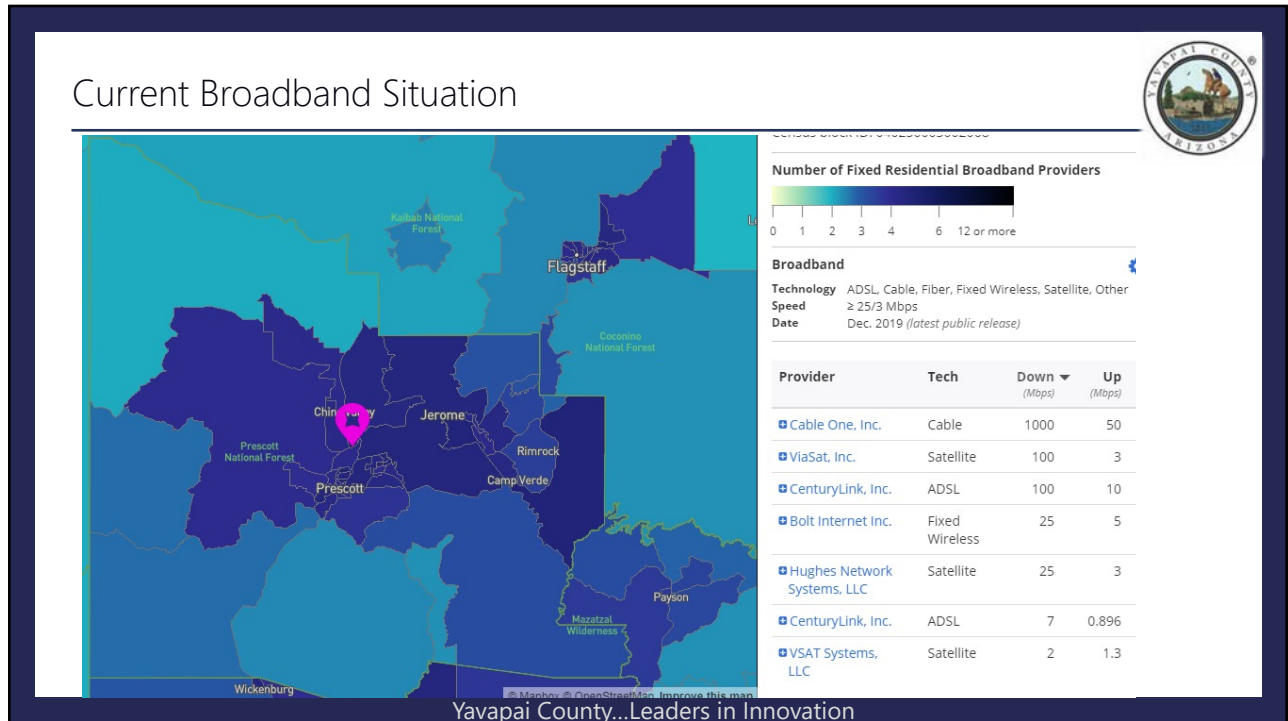 Current Broadband Situation
YAVAPAI COUNTY
ARIZONA
®
Kaibab National
Forest
Flagstaff
Coconino
National Forest
Jerome
Prescott
National Forest
Rimrock
Camp Verde
Prescott
Payson
Mazatzal
Wilderness
Wickenburg
© Mapbox © OpenStreetMap Improve this map
Number of Fixed Residential Broadband Providers
0 1 2 3 4 6 12 or more
Broadband
Technology ADSL, Cable, Fiber, Fixed Wireless, Satellite, Other
Speed ≥ 25/3 Mbps
Date Dec. 2019 (latest public release)
Provider Tech Down ▼ Up
(Mbps) (Mbps)
Cable One, Inc. Cable 1000 50
ViaSat, Inc. Satellite 100 3
CenturyLink, Inc. ADSL 100 10
Bolt Internet Inc. Fixed 25 5
Wireless
Hughes Network Satellite 25 3
Systems, LLC
CenturyLink, Inc. ADSL 7 0.896
VSAT Systems, Satellite 2 1.3
LLC
Yavapai County...Leaders in Innovation